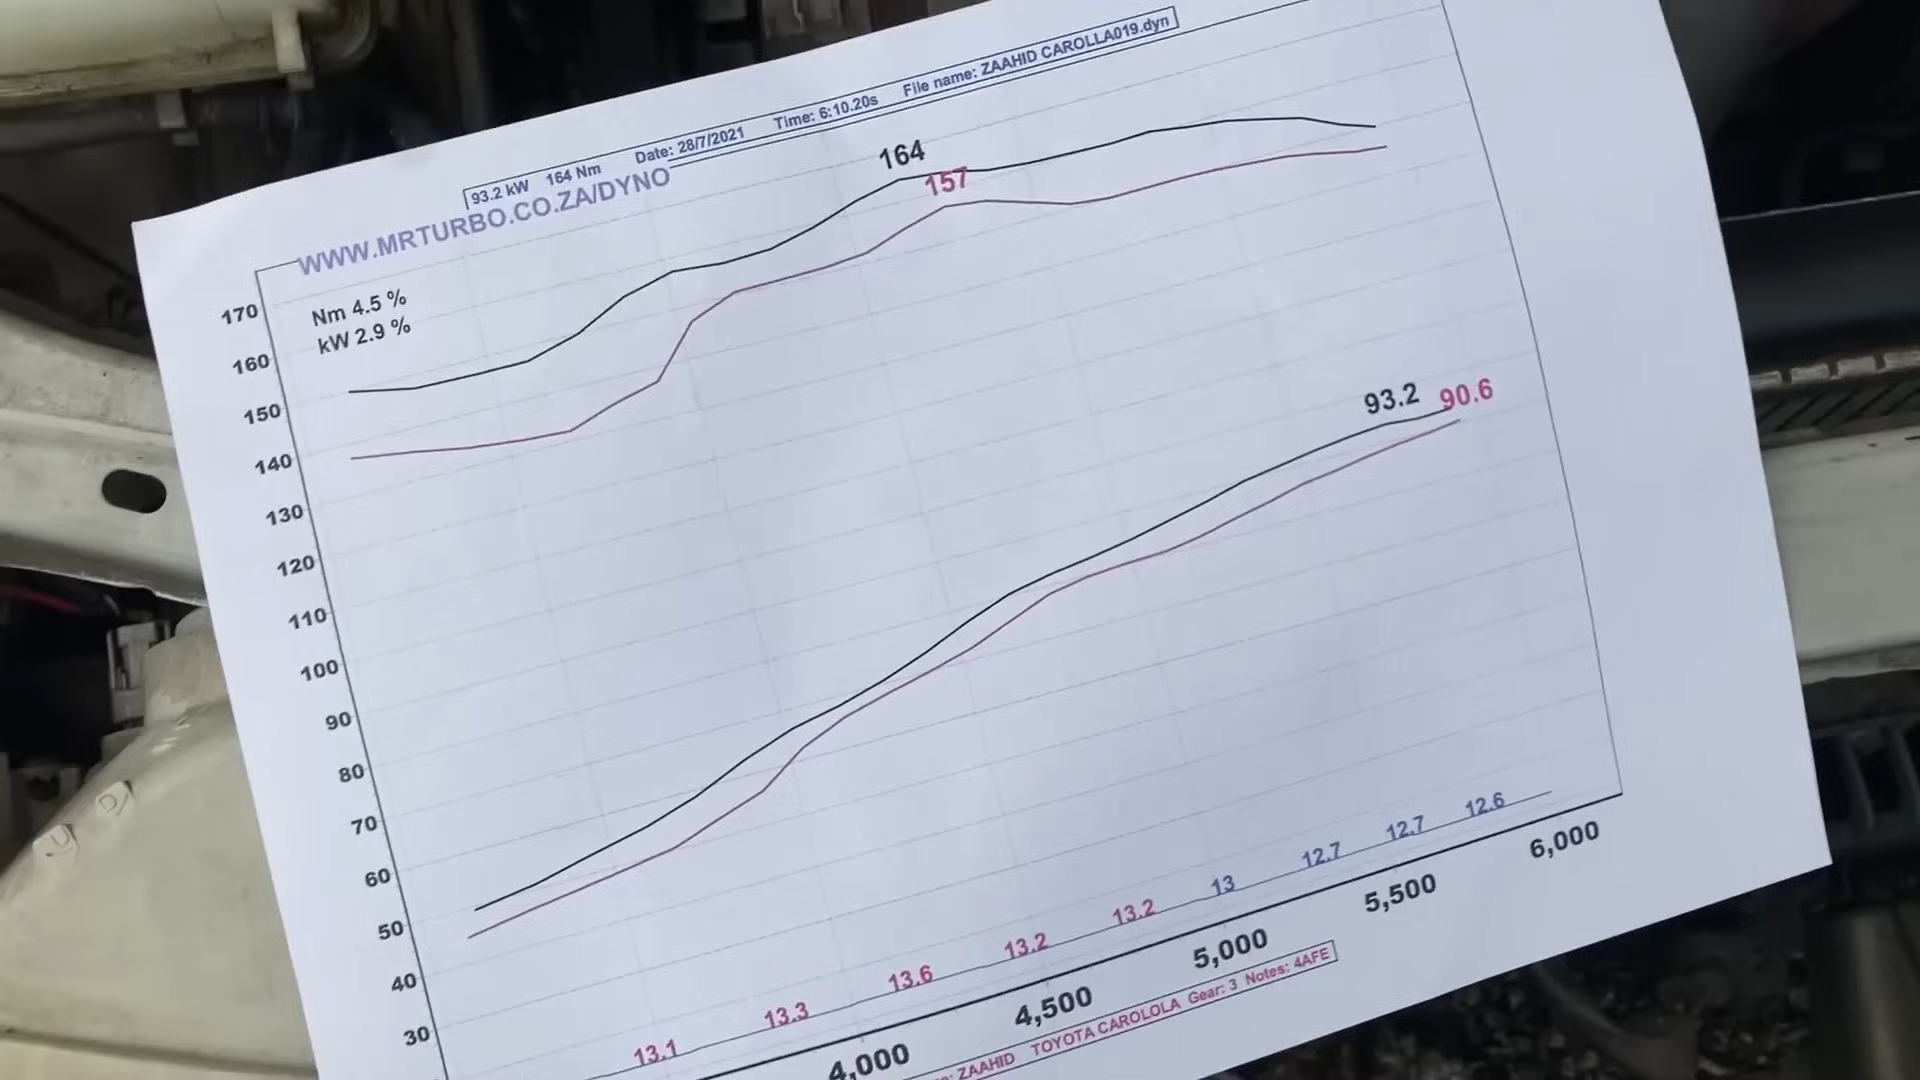 93.2 kW 164 Nm Date: 28/7/2021 Time: 6:10.20s File name: ZAAHID CAROLLA019.dyn
WWW.MRTURBO.CO.ZA/DYNO
Nm 4.5 %
kW 2.9 %
164
157
93.2
90.6
170
160
150
140
130
120
110
100
90
80
70
60
50
40
30
13.1 13.3 13.6 13.2 13.2 13 12.7 12.7 12.6
4,000 4,500 5,000 5,500 6,000
ZAAHID TOYOTA CAROLOLA Gear: 3 Notes: 4AFE